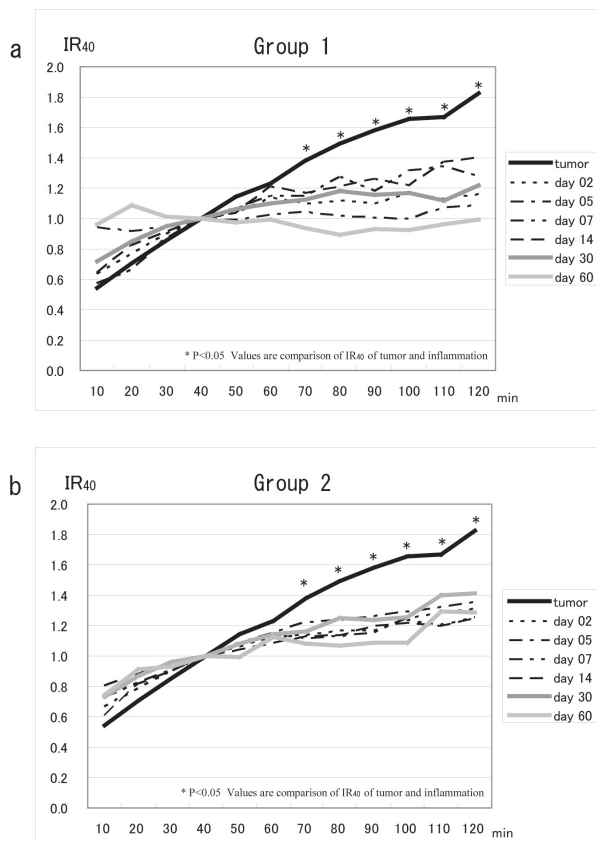 a
IR40
Group 1
2.0
1.8
1.6
1.4
1.2
1.0
0.8
0.6
0.4
0.2
0.0
* * * * * *
tumor
day 02
day 05
day 07
day 14
day 30
day 60
* P<0.05 Values are comparison of IR40 of tumor and inflammation
10 20 30 40 50 60 70 80 90 100 110 120 min
b
IR40
Group 2
2.0
1.8
1.6
1.4
1.2
1.0
0.8
0.6
0.4
0.2
0.0
* * * * * *
tumor
day 02
day 05
day 07
day 14
day 30
day 60
* P<0.05 Values are comparison of IR40 of tumor and inflammation
10 20 30 40 50 60 70 80 90 100 110 120 min